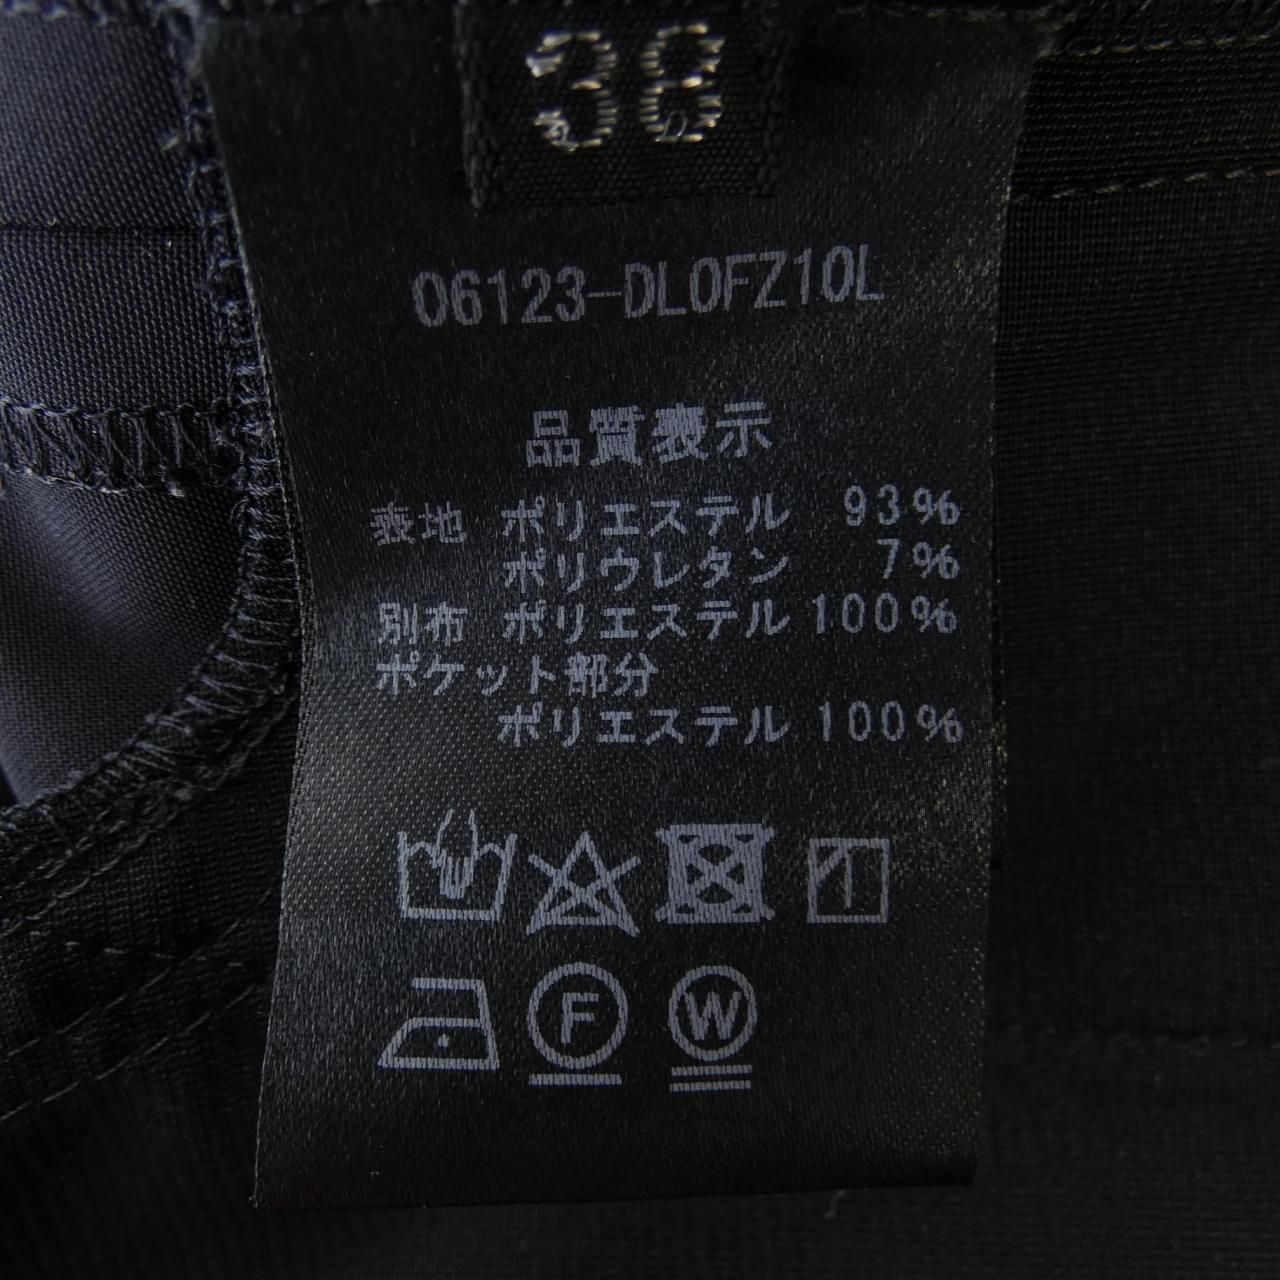 38
06123-DL0FZ10L
品質表示
表地 ポリエステル 93%
ポリウレタン 7%
別布 ポリエステル 100%
ポケット部分
ポリエステル 100%
F W